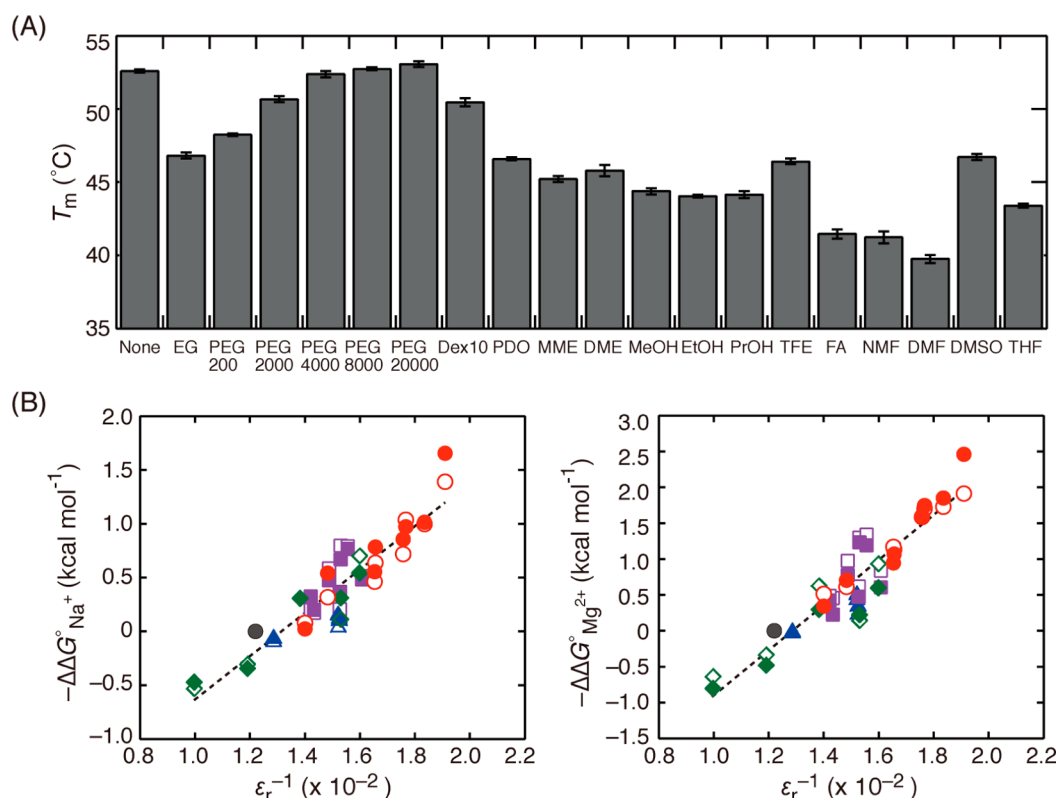 (A)
55
50
45
40
35
Tm (°C)
None EG PEG 200 PEG 2000 PEG 4000 PEG 8000 PEG 20000 Dex10 PDO MME DME MeOH EtOH PrOH TFE FA NMF DMF DMSO THF
(B)
2.0
1.5
1.0
0.5
0
−0.5
−1.0
−ΔΔG°Na+ (kcal mol−1)
0.8 1.0 1.2 1.4 1.6 1.8 2.0 2.2
εr−1 (x 10−2)
3.0
2.5
2.0
1.5
1.0
0.5
0
−0.5
−1.0
−1.5
−ΔΔG°Mg2+ (kcal mol−1)
0.8 1.0 1.2 1.4 1.6 1.8 2.0 2.2
εr−1 (x 10−2)